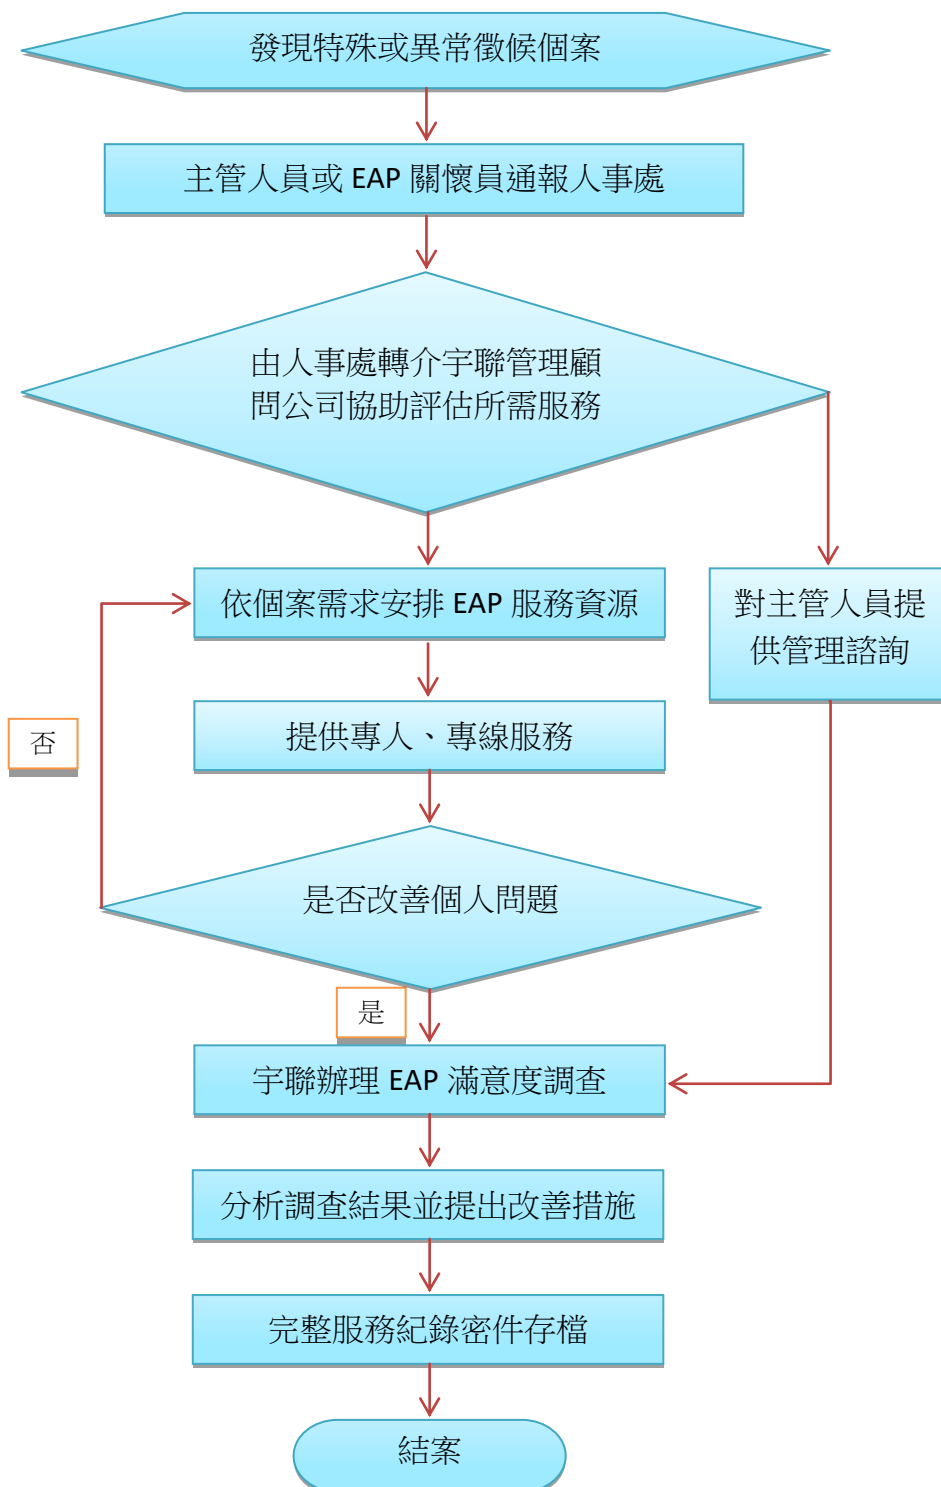 發現特殊或異常徵候個案
主管人員或 EAP 關懷員通報人事處
由人事處轉介宇聯管理顧
問公司協助評估所需服務
依個案需求安排 EAP 服務資源
對主管人員提
供管理諮詢
提供專人、專線服務
否
是否改善個人問題
是
宇聯辦理 EAP 滿意度調查
分析調查結果並提出改善措施
完整服務紀錄密件存檔
結案